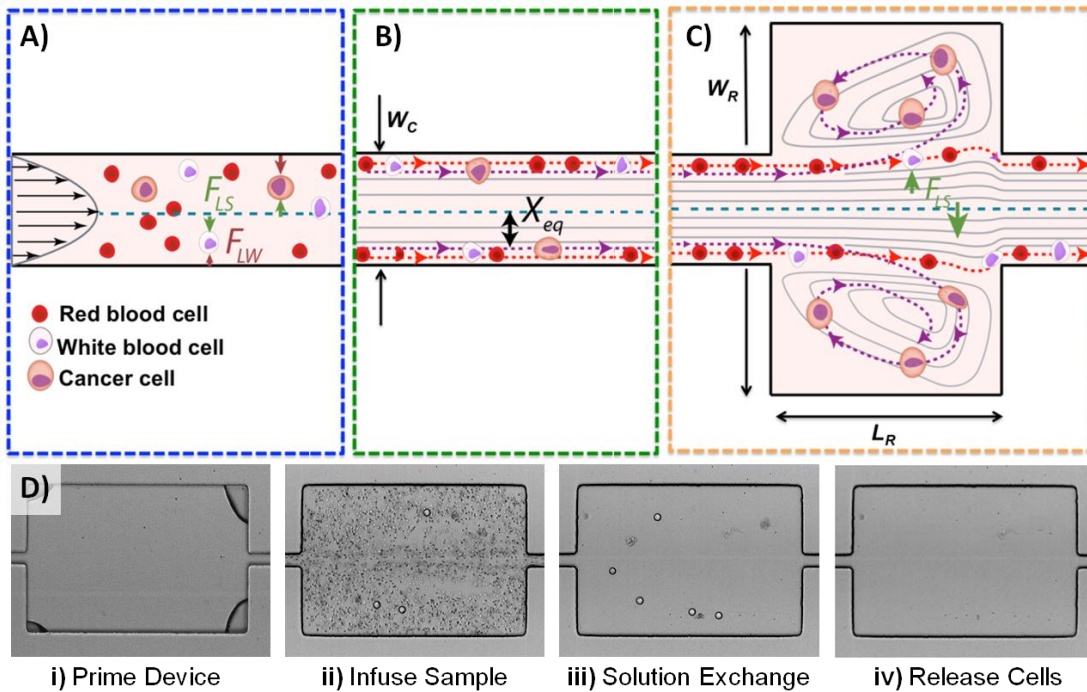 A)
F_LS
F_LW
Red blood cell
White blood cell
Cancer cell
B)
W_C
X_eq
C)
W_R
F_LS
L_R
D)
i) Prime Device
ii) Infuse Sample
iii) Solution Exchange
iv) Release Cells